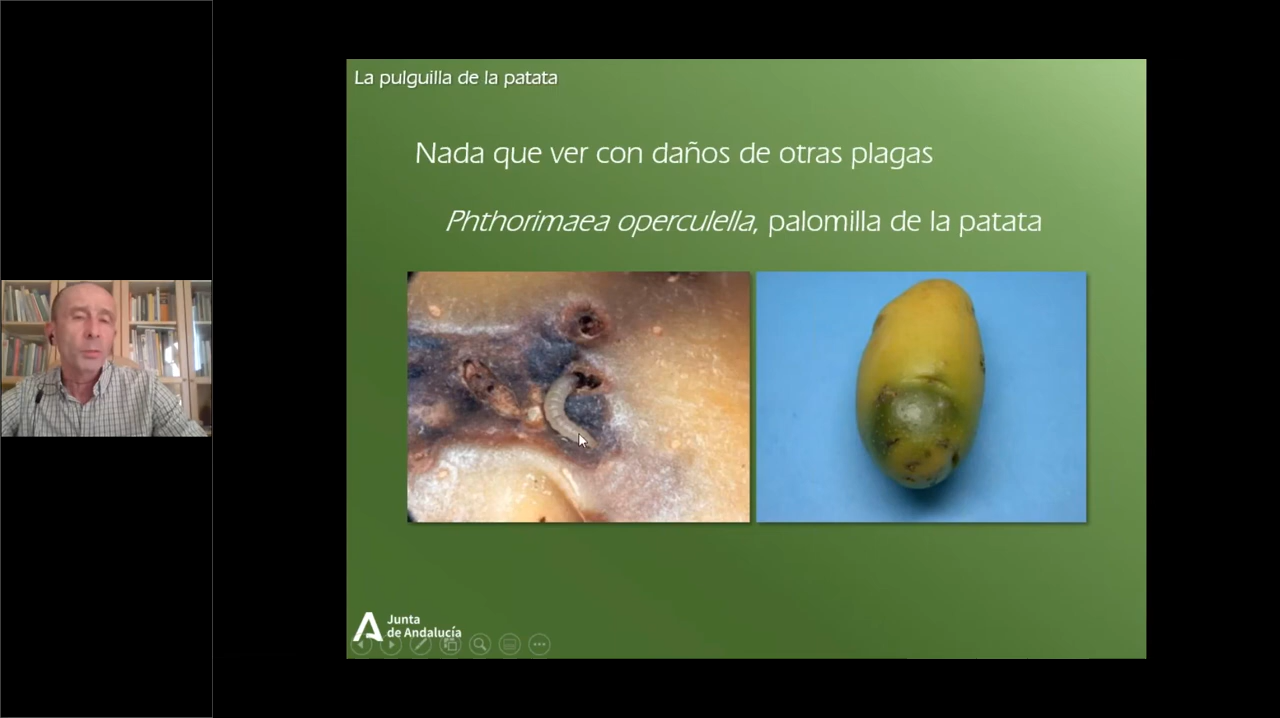 La pulguilla de la patata
Nada que ver con daños de otras plagas
Phthorimaea operculella, palomilla de la patata
Junta
de Andalucía